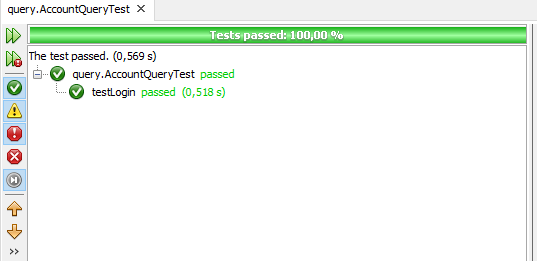 query.AccountQueryTest
Tests passed: 100,00 %
The test passed. (0,569 s)
query.AccountQueryTest passed
testLogin passed (0,518 s)